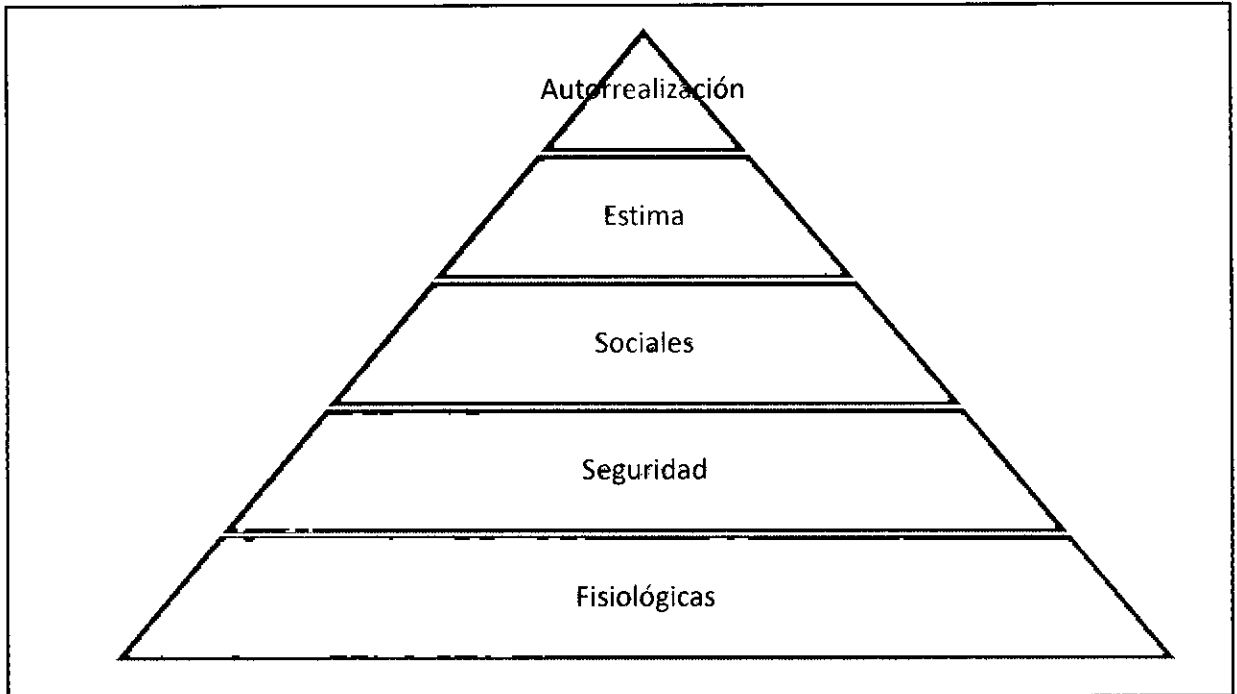 Autorrealización
Estima
Sociales
Seguridad
Fisiológicas